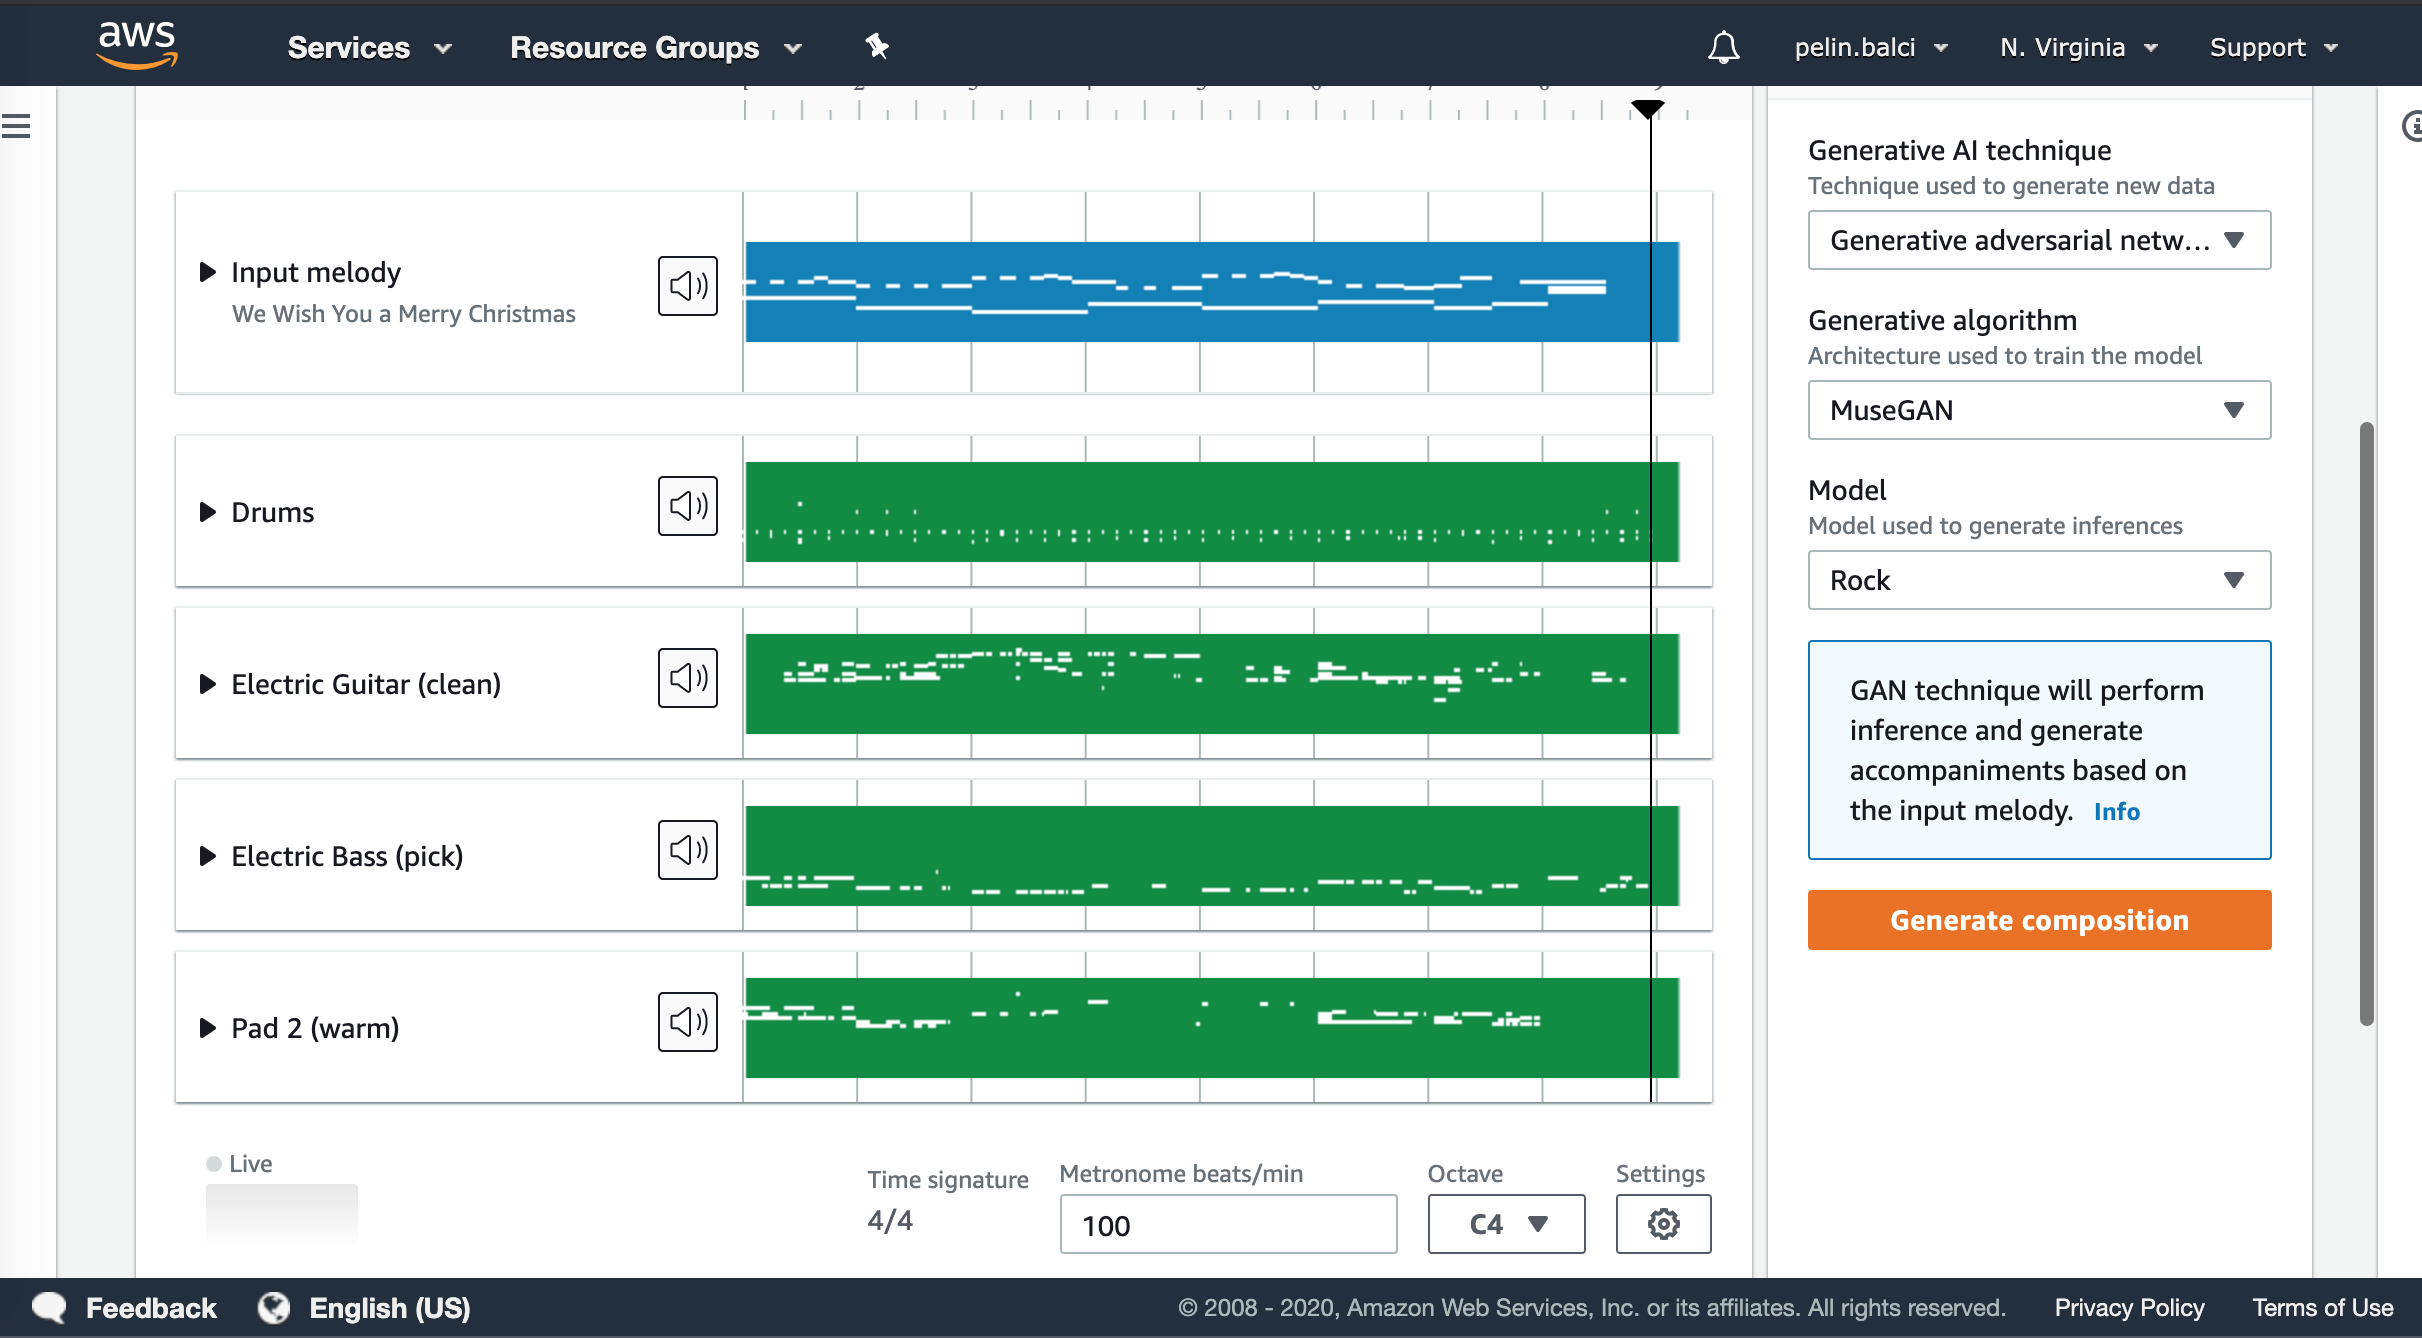 aws
Services
Resource Groups
pelin.balci
N. Virginia
Support
Input melody
We Wish You a Merry Christmas
Drums
Electric Guitar (clean)
Electric Bass (pick)
Pad 2 (warm)
Live
Time signature
4/4
Metronome beats/min
100
Octave
C4
Settings
Generative AI technique
Technique used to generate new data
Generative adversarial netw...
Generative algorithm
Architecture used to train the model
MuseGAN
Model
Model used to generate inferences
Rock
GAN technique will perform
inference and generate
accompaniments based on
the input melody. Info
Generate composition
Feedback
English (US)
© 2008 - 2020, Amazon Web Services, Inc. or its affiliates. All rights reserved.
Privacy Policy
Terms of Use